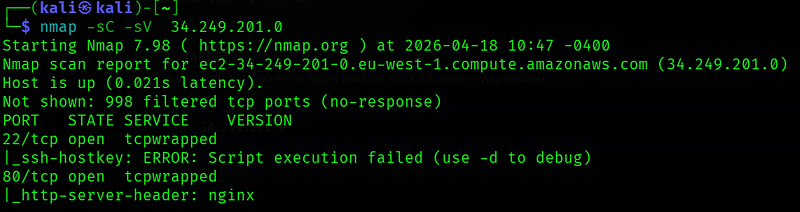 ┌──(kali㉿kali)-[~]
└─$ nmap -sC -sV  34.249.201.0
Starting Nmap 7.98 ( https://nmap.org ) at 2026-04-18 10:47 -0400
Nmap scan report for ec2-34-249-201-0.eu-west-1.compute.amazonaws.com (34.249.201.0)
Host is up (0.021s latency).
Not shown: 998 filtered tcp ports (no-response)
PORT   STATE SERVICE    VERSION
22/tcp open  tcpwrapped
|_ssh-hostkey: ERROR: Script execution failed (use -d to debug)
80/tcp open  tcpwrapped
|_http-server-header: nginx